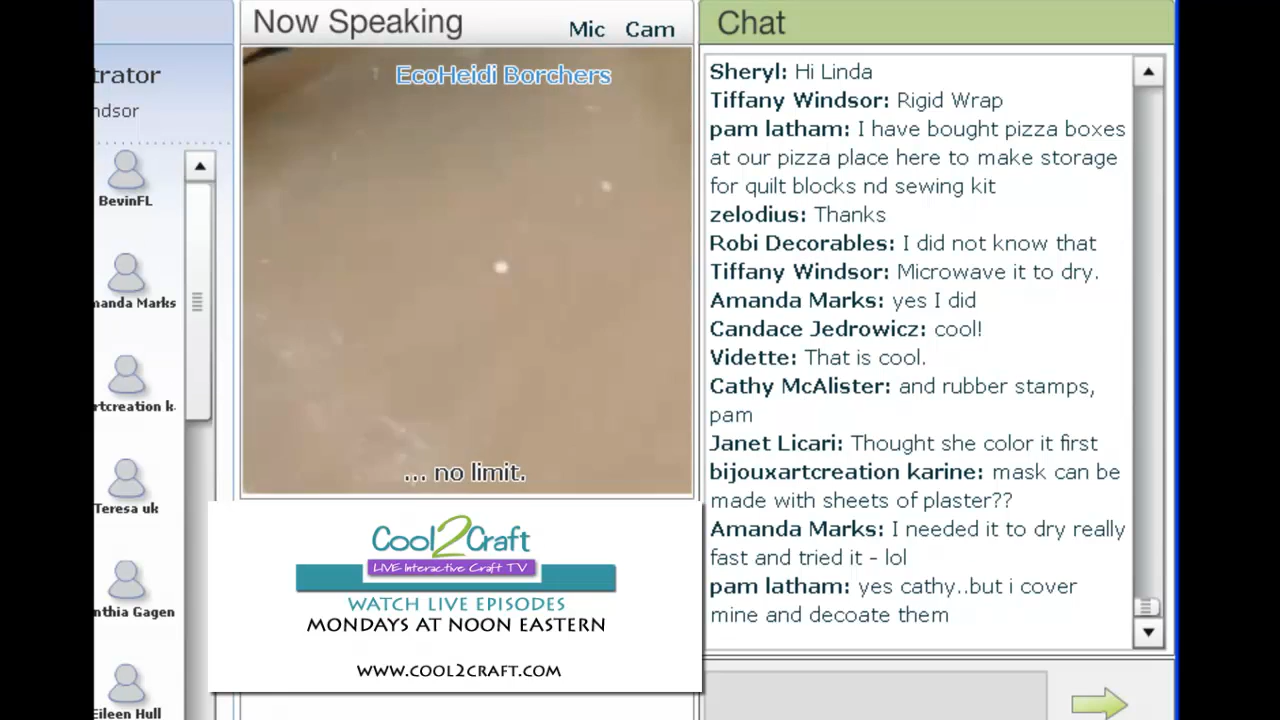 Now Speaking
Mic Cam
Chat
trator
ndsor
BevinFL
manda Marks
rtcreation k
Teresa uk
nthia Gagen
Eileen Hull
EcoHeidi Borchers
... no limit.
Cool2Craft
LIVE Interactive Craft TV
WATCH LIVE EPISODES
MONDAYS AT NOON EASTERN
WWW.COOL2CRAFT.COM
Sheryl: Hi Linda
Tiffany Windsor: Rigid Wrap
pam latham: I have bought pizza boxes
at our pizza place here to make storage
for quilt blocks nd sewing kit
zelodius: Thanks
Robi Decorables: I did not know that
Tiffany Windsor: Microwave it to dry.
Amanda Marks: yes I did
Candace Jedrowicz: cool!
Vidette: That is cool.
Cathy McAlister: and rubber stamps,
pam
Janet Licari: Thought she color it first
bijouxartcreation karine: mask can be
made with sheets of plaster??
Amanda Marks: I needed it to dry really
fast and tried it - lol
pam latham: yes cathy..but i cover
mine and decoate them